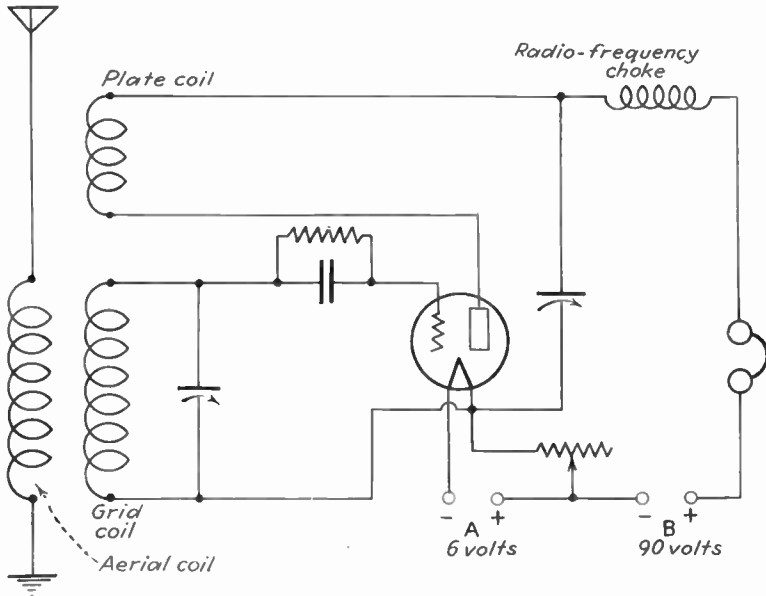 Radio-frequency
choke
Plate coil
Grid
coil
Aerial coil
- + - +
A B
6 volts 90 volts